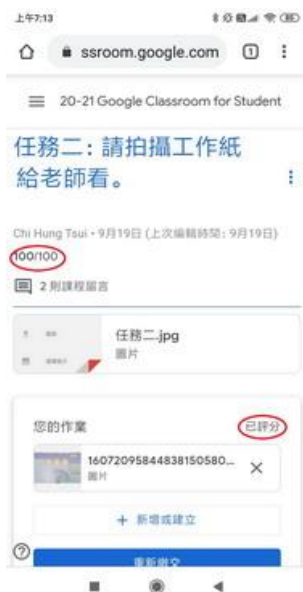 上午7:13
ssroom.google.com
1
20-21 Google Classroom for Student
任務二：請拍攝工作紙
給老師看。
Chi Hung Tsui • 9月19日 (上次編輯時間：9月19日)
100/100
2 則課程留言
任務二.jpg
圖片
您的作業
已評分
16072095844838150580...
圖片
+ 新增或建立
重新繳交